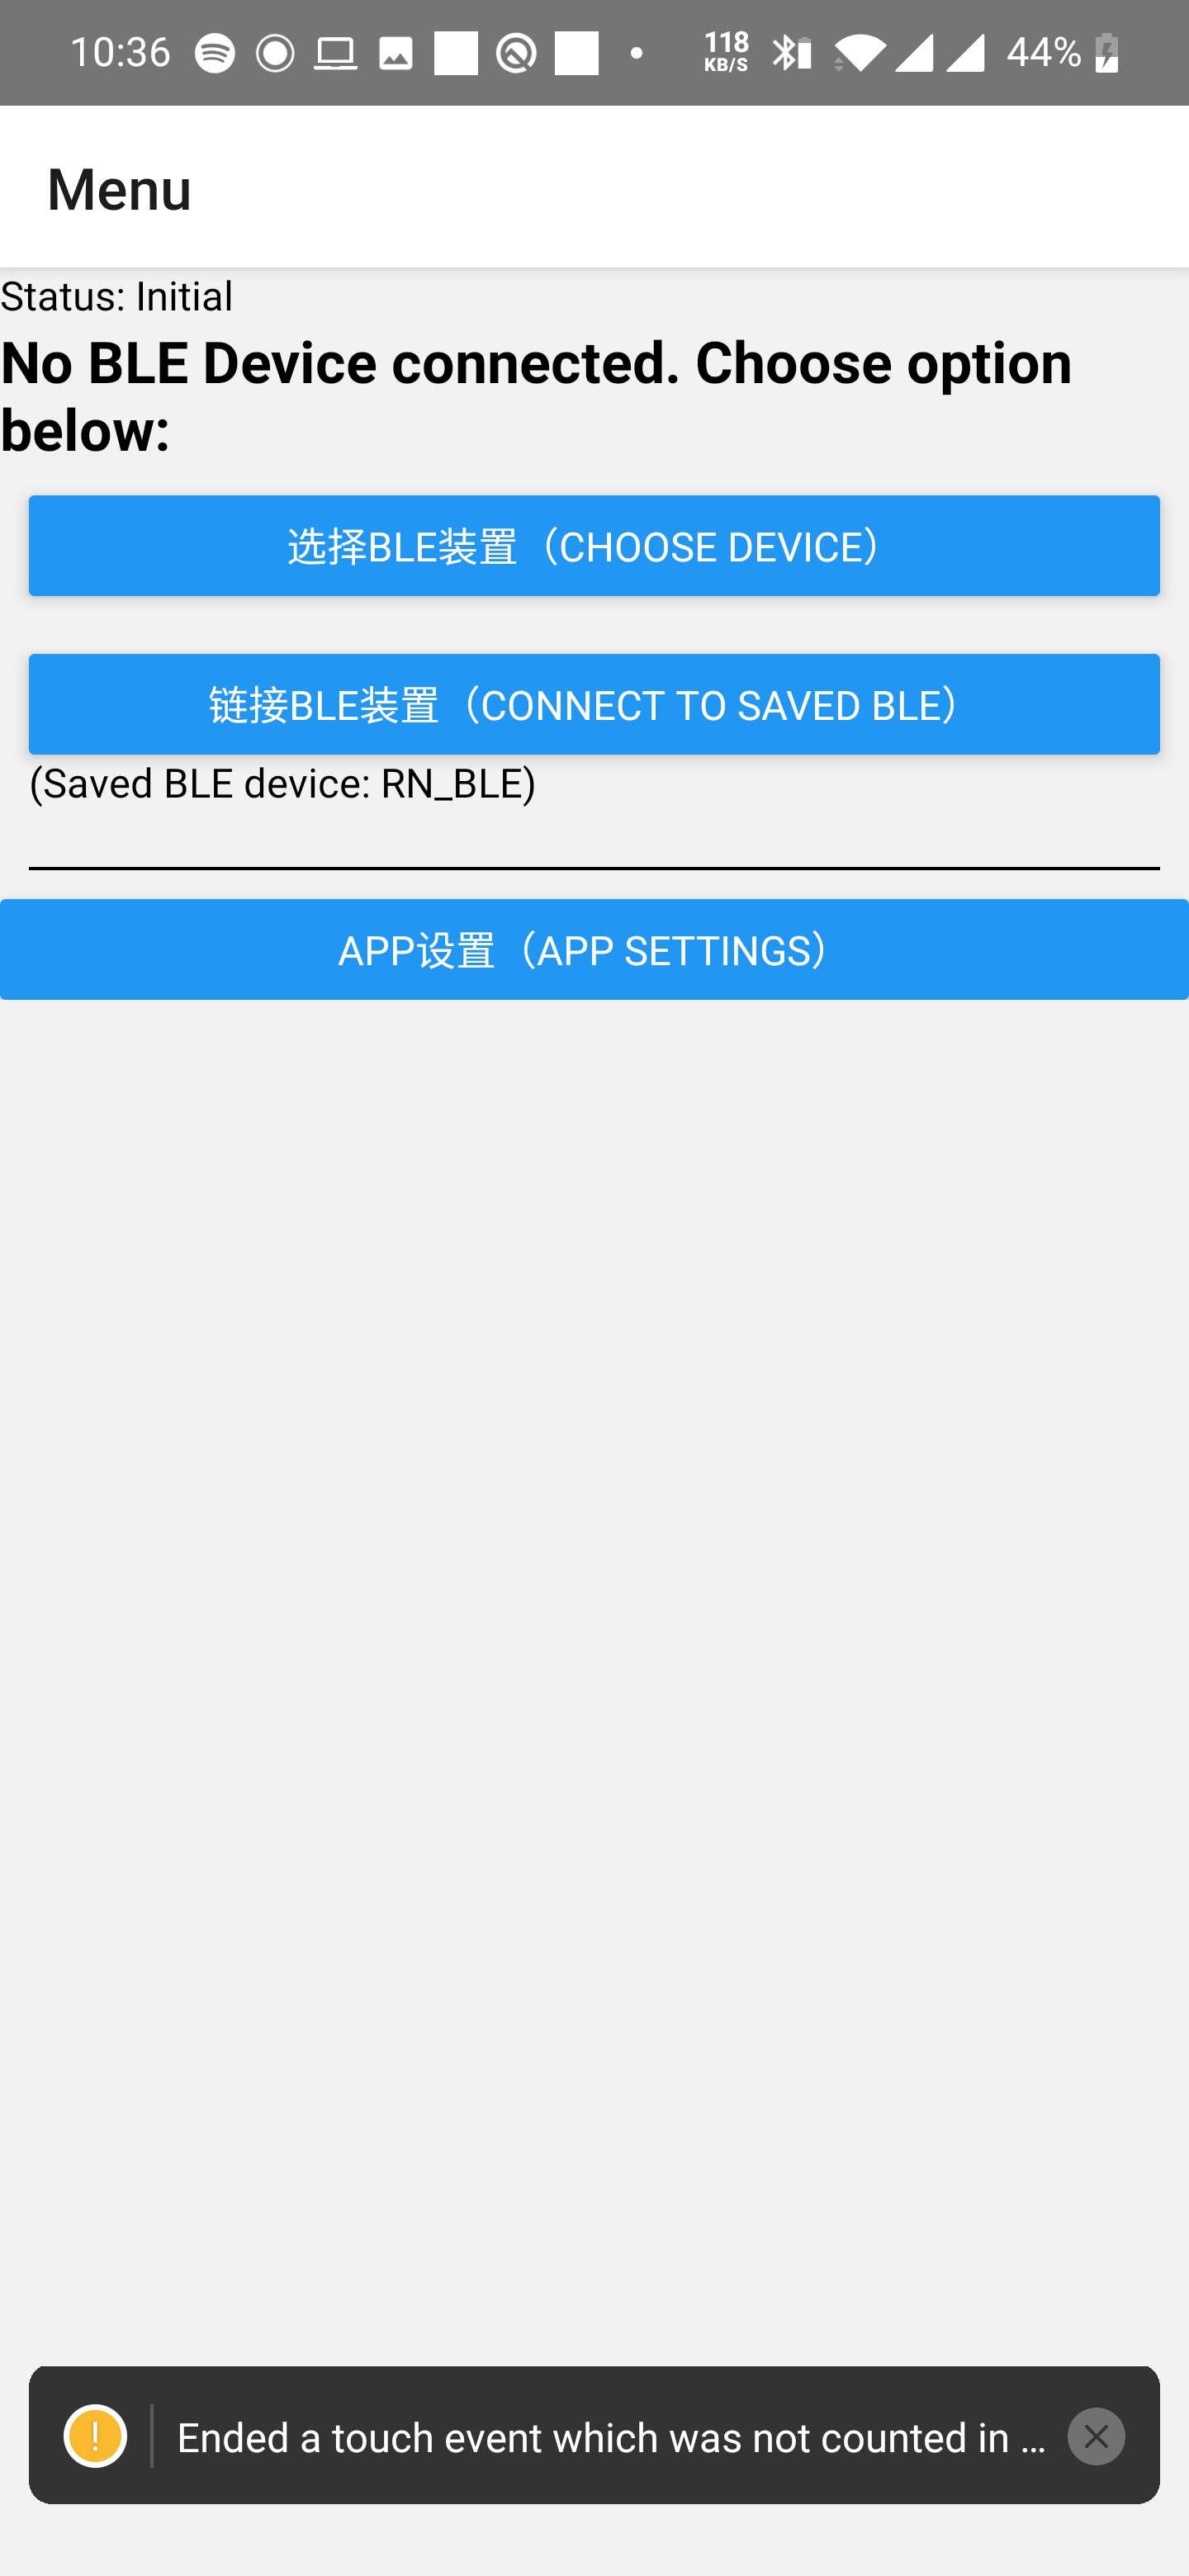 10:36 118 KB/S 44%
Menu
Status: Initial
No BLE Device connected. Choose option
below:
选择BLE装置（CHOOSE DEVICE）
链接BLE装置（CONNECT TO SAVED BLE）
(Saved BLE device: RN_BLE)
APP设置（APP SETTINGS）
! Ended a touch event which was not counted in ...